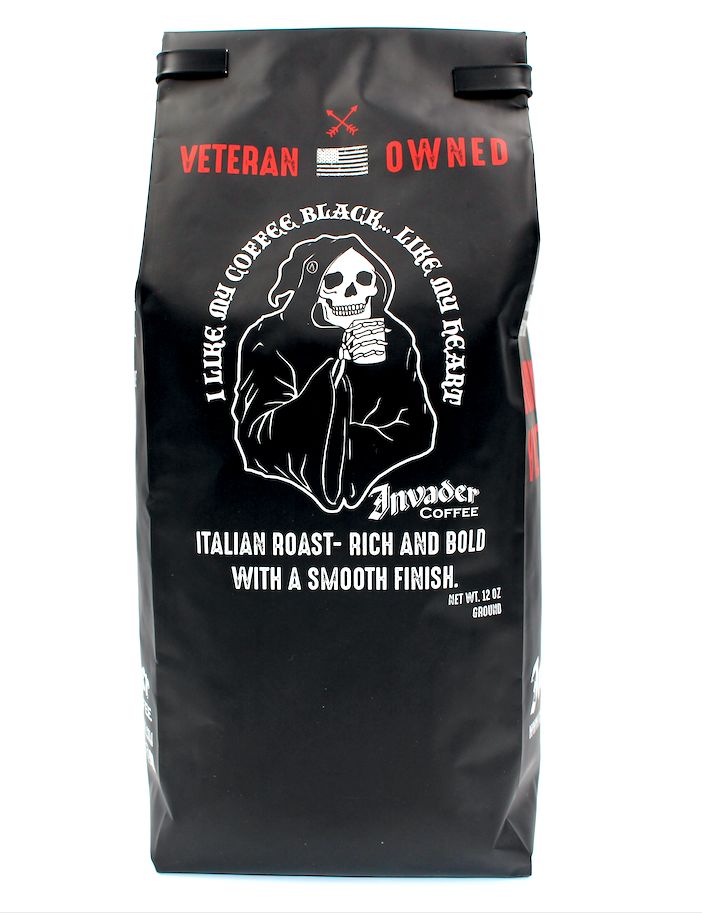 VETERAN OWNED
I LIKE MY COFFEE BLACK... LIKE MY HEART
Invader
COFFEE
ITALIAN ROAST- RICH AND BOLD
WITH A SMOOTH FINISH.
NET WT. 12 OZ
GROUND